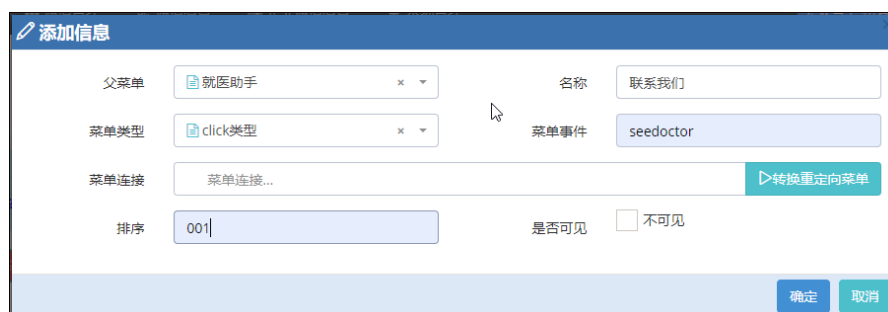 添加信息
父菜单 就医助手 × 名称 联系我们
菜单类型 click类型 × 菜单事件 seedoctor
菜单连接 菜单连接... 转换重定向菜单
排序 001 是否可见 不可见
确定 取消